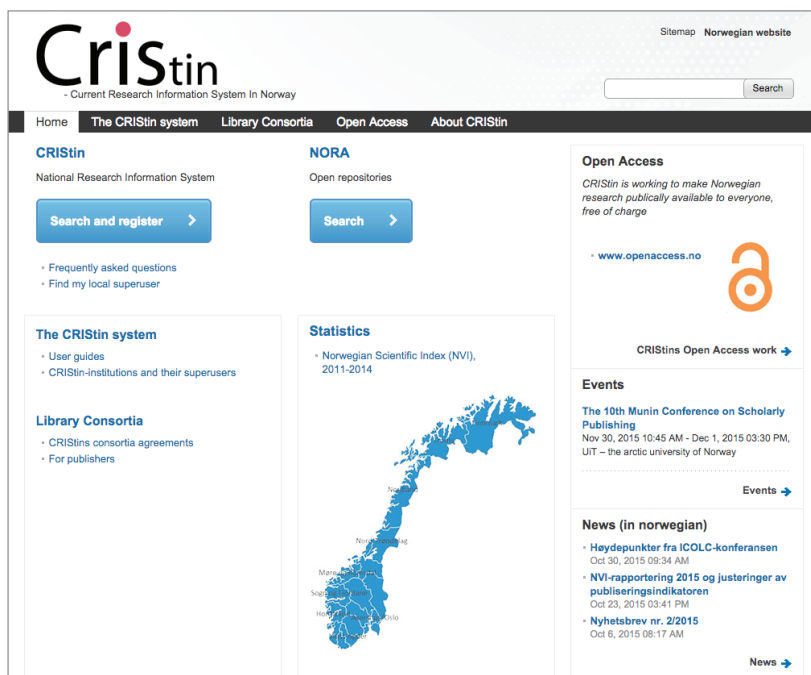 CRIStin
- Current Research Information System In Norway
Sitemap Norwegian website
Search
Home The CRIStin system Library Consortia Open Access About CRIStin
CRIStin
National Research Information System
Search and register
Frequently asked questions
Find my local superuser
NORA
Open repositories
Search
The CRIStin system
User guides
CRIStin-institutions and their superusers
Library Consortia
CRIStins consortia agreements
For publishers
Statistics
Norwegian Scientific Index (NVI),
2011-2014
Open Access
CRIStin is working to make Norwegian
research publically available to everyone,
free of charge
www.openaccess.no
CRIStins Open Access work
Events
The 10th Munin Conference on Scholarly
Publishing
Nov 30, 2015 10:45 AM - Dec 1, 2015 03:30 PM,
UiT – the arctic university of Norway
Events
News (in norwegian)
Høydepunkter fra ICOLC-konferansen
Oct 30, 2015 09:34 AM
NVI-rapportering 2015 og justeringer av
publiseringsindikatoren
Oct 23, 2015 03:41 PM
Nyhetsbrev nr. 2/2015
Oct 6, 2015 08:17 AM
News